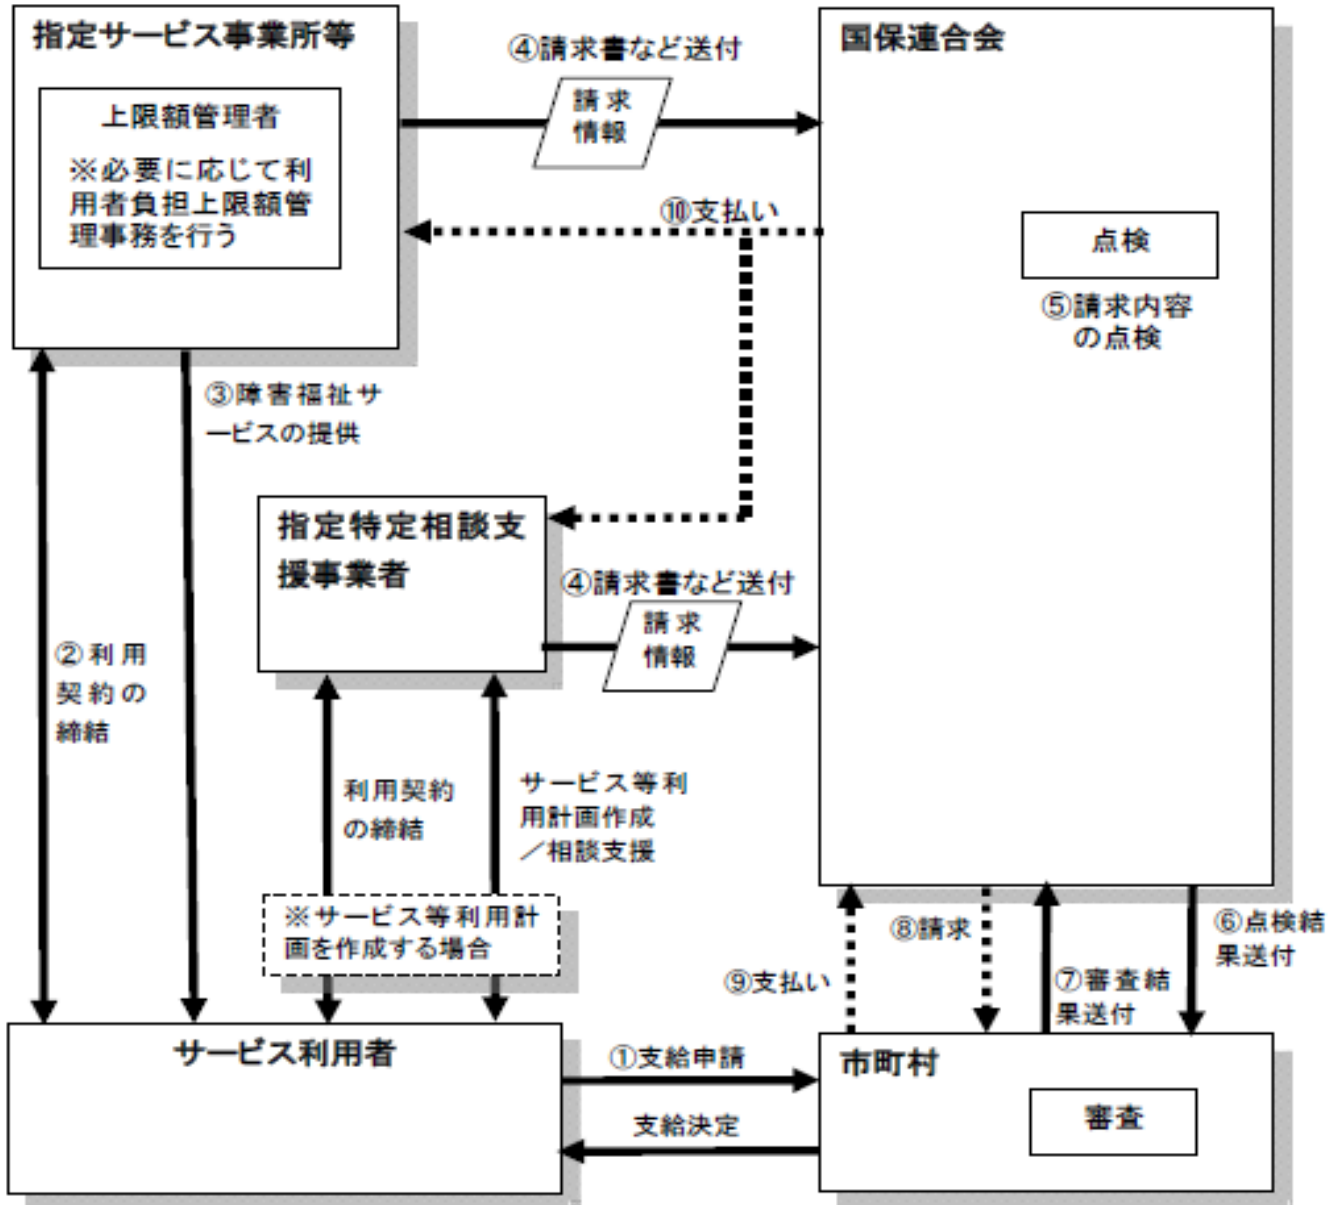 指定サービス事業所等
上限額管理者
※必要に応じて利
用者負担上限額管
理事務を行う
④請求書など送付
請求
情報
国保連合会
⑩支払い
点検
⑤請求内容
の点検
③障害福祉サ
ービスの提供
指定特定相談支
援事業者
④請求書など送付
請求
情報
②利用
契約の
締結
利用契約
の締結
サービス等利
用計画作成
／相談支援
※サービス等利用計
画を作成する場合
⑨支払い
⑧請求
⑦審査結
果送付
⑥点検結
果送付
サービス利用者
①支給申請
支給決定
市町村
審査